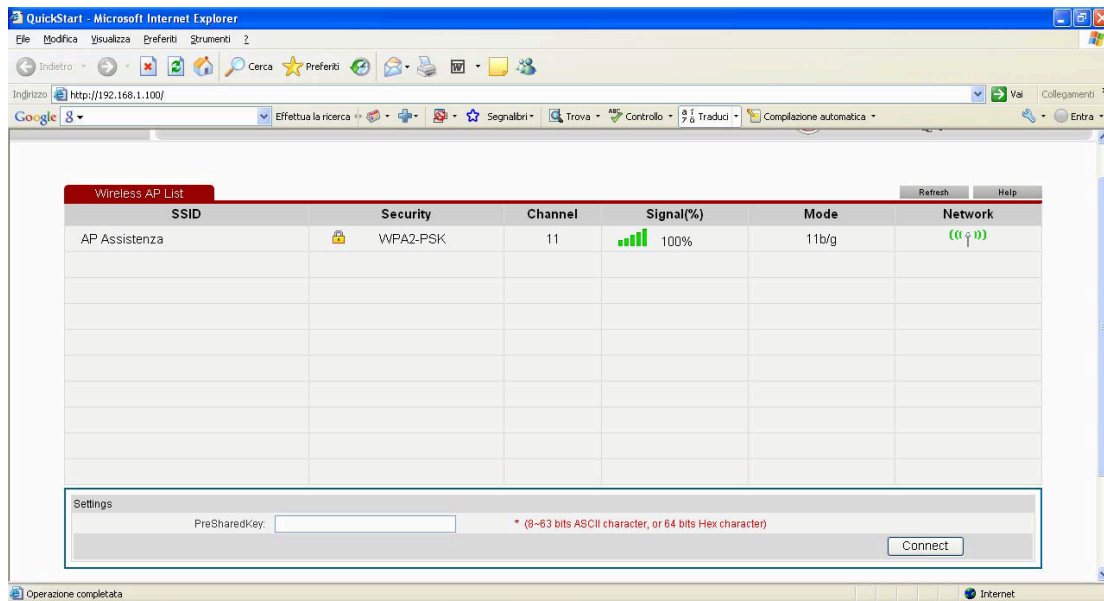 QuickStart - Microsoft Internet Explorer
File Modifica Visualizza Preferiti Strumenti ?
Indietro Cerca Preferiti
Indirizzo http://192.168.1.100/ Vai Collegamenti
Google Effettua la ricerca Segnalibri Trova Controllo Traduci Compilazione automatica Entra
Wireless AP List Refresh Help
SSID Security Channel Signal(%) Mode Network
AP Assistenza WPA2-PSK 11 100% 11b/g
Settings
PreSharedKey: * (8~63 bits ASCII character, or 64 bits Hex character)
Connect
Operazione completata Internet